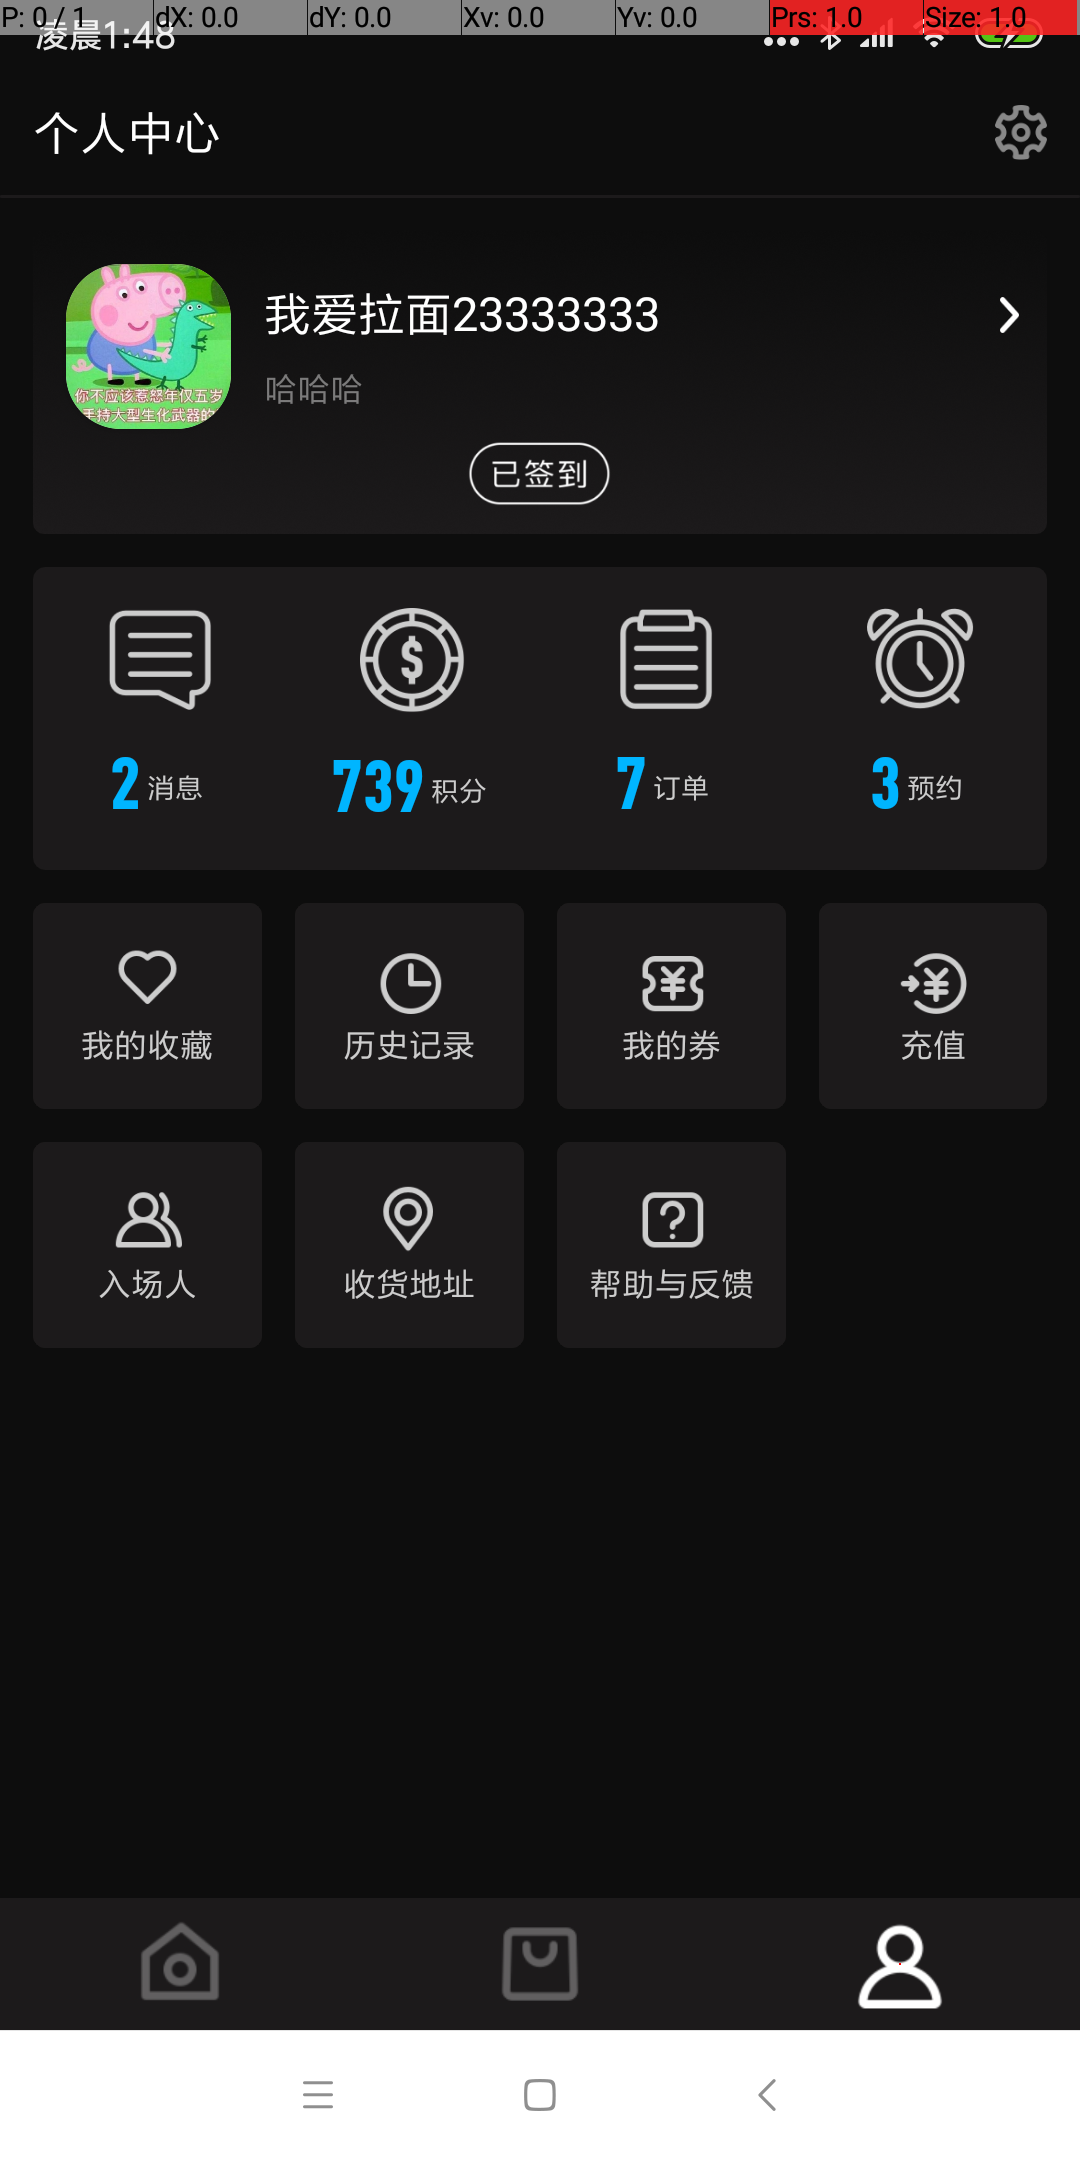 P: 0 / 1 dX: 0.0 dY: 0.0 Xv: 0.0 Yv: 0.0 Prs: 1.0 Size: 1.0
凌晨1:48
个人中心
我爱拉面23333333
哈哈哈
你不应该惹怒年仅五岁
手持大型生化武器的
已签到
2 消息 739 积分 7 订单 3 预约
我的收藏 历史记录 我的券 充值
入场人 收货地址 帮助与反馈